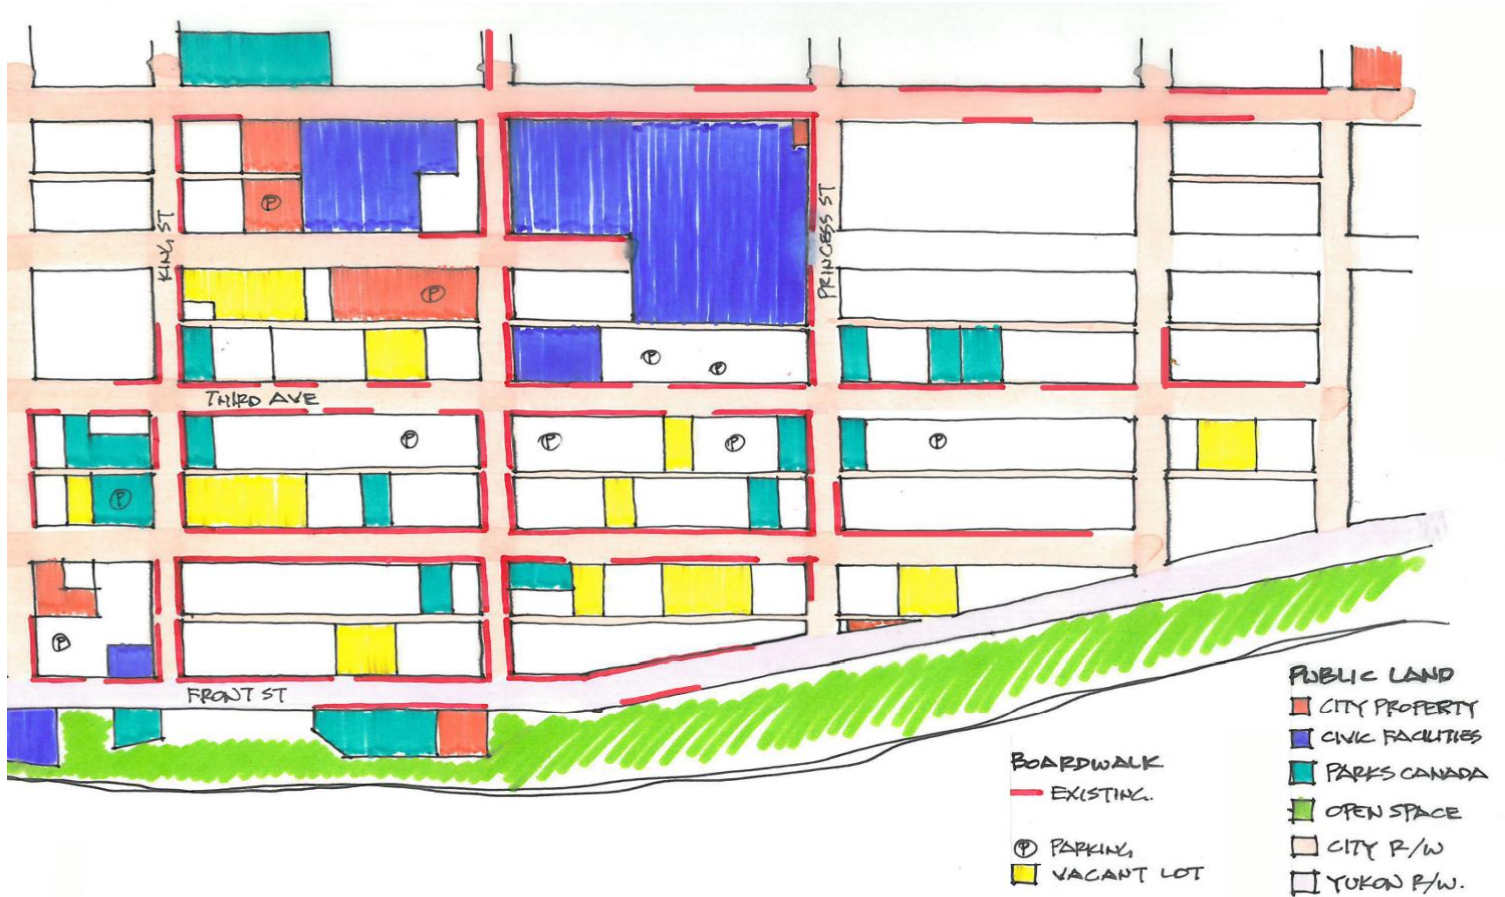 KING ST
PRINCESS ST
Ⓟ
Ⓟ
Ⓟ
Ⓟ
THIRD AVE
Ⓟ
Ⓟ
Ⓟ
Ⓟ
Ⓟ
Ⓟ
FRONT ST
BOARDWALK
EXISTING.
Ⓟ PARKING
VACANT LOT
PUBLIC LAND
CITY PROPERTY
CIVIC FACILITIES
PARKS CANADA
OPEN SPACE
CITY R/W
YUKON R/W.